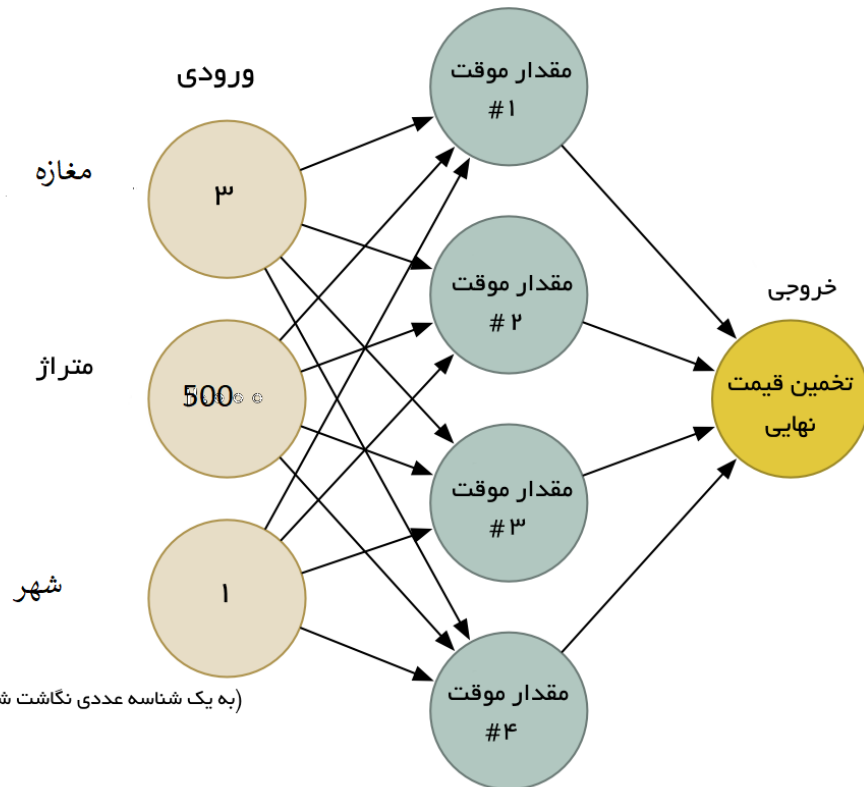 ورودی
مغازه
۳
متراژ
500
شهر
۱
(به یک شناسه عددی نگاشت
مقدار موقت
#۱
مقدار موقت
#۲
مقدار موقت
#۳
مقدار موقت
#۴
خروجی
تخمین قیمت
نهایی